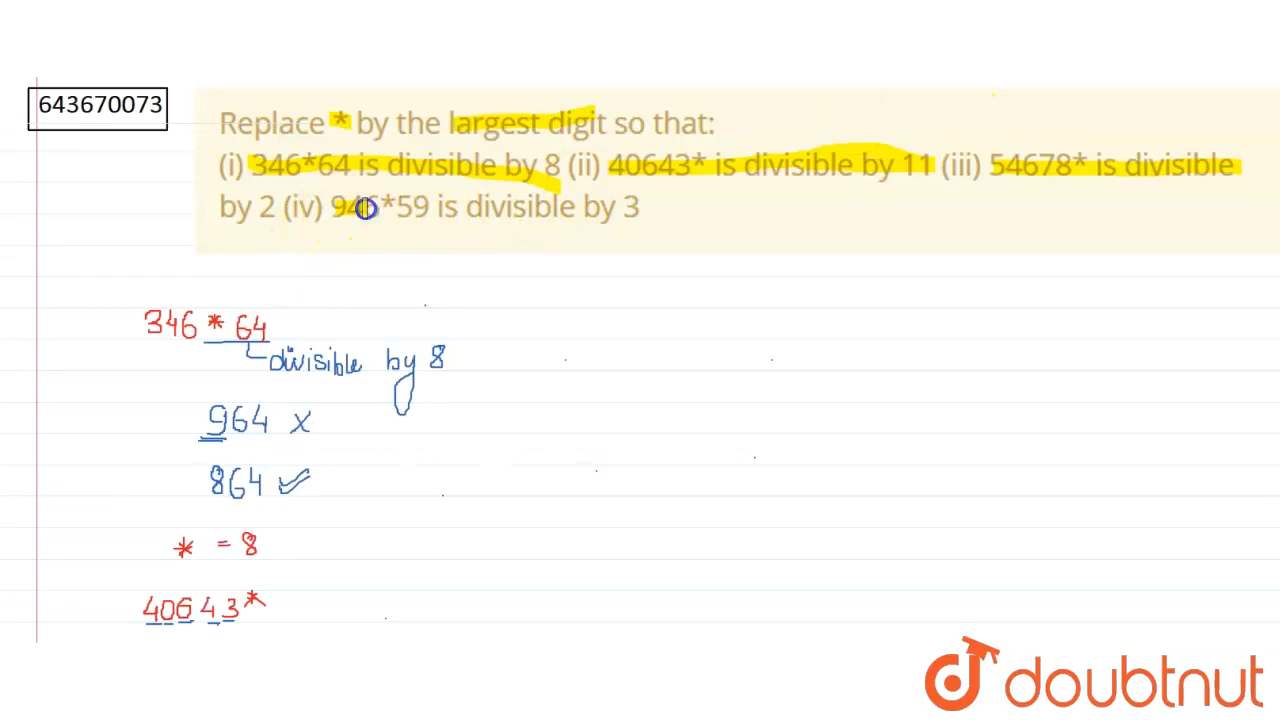 643670073
Replace * by the largest digit so that:
(i) 346*64 is divisible by 8 (ii) 40643* is divisible by 11 (iii) 54678* is divisible
by 2 (iv) 946*59 is divisible by 3
346 * 64
divisible by 8
964 x
864 ✓
* = 8
40643*
doubtnut